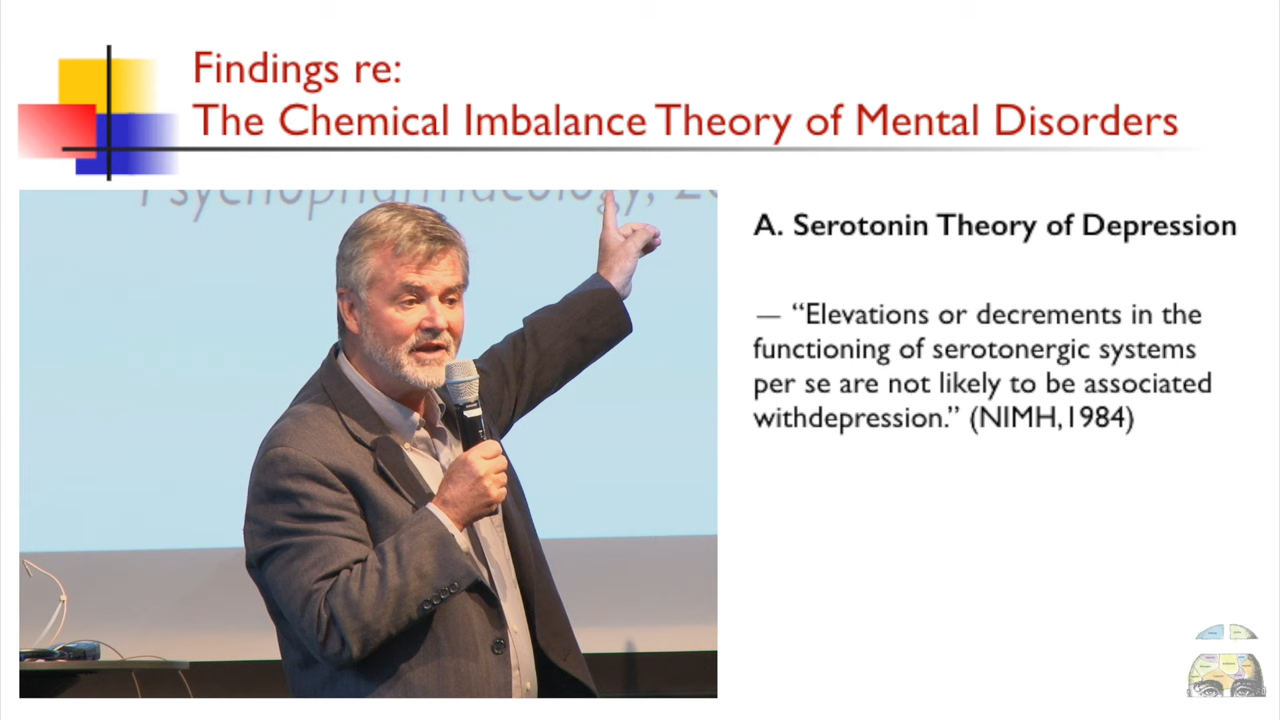 Findings re:
The Chemical Imbalance Theory of Mental Disorders
Psychopharmacology, 20
A. Serotonin Theory of Depression
— “Elevations or decrements in the
functioning of serotonergic systems
per se are not likely to be associated
withdepression.” (NIMH,1984)